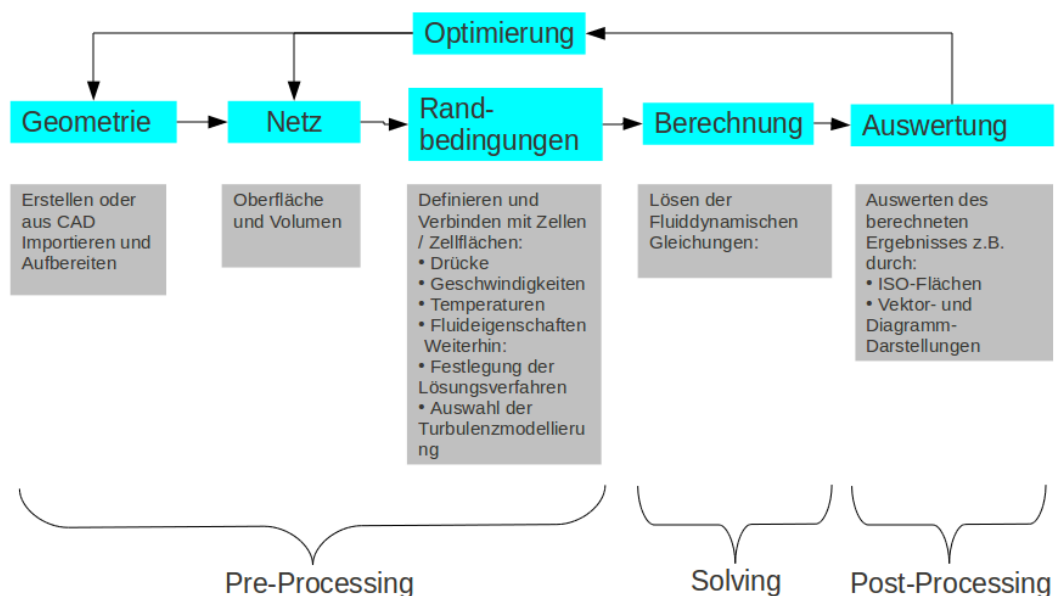 Optimierung
Geometrie
Netz
Rand-
bedingungen
Berechnung
Auswertung
Erstellen oder
aus CAD
Importieren und
Aufbereiten
Oberfläche
und Volumen
Definieren und
Verbinden mit Zellen
/ Zellflächen:
• Drücke
• Geschwindigkeiten
• Temperaturen
• Fluideigenschaften
Weiterhin:
• Festlegung der
Lösungsverfahren
• Auswahl der
Turbulenzmodellieru
ng
Lösen der
Fluiddynamischen
Gleichungen:
Auswerten des
berechneten
Ergebnisses z.B.
durch:
• ISO-Flächen
• Vektor- und
Diagramm-
Darstellungen
Pre-Processing
Solving
Post-Processing